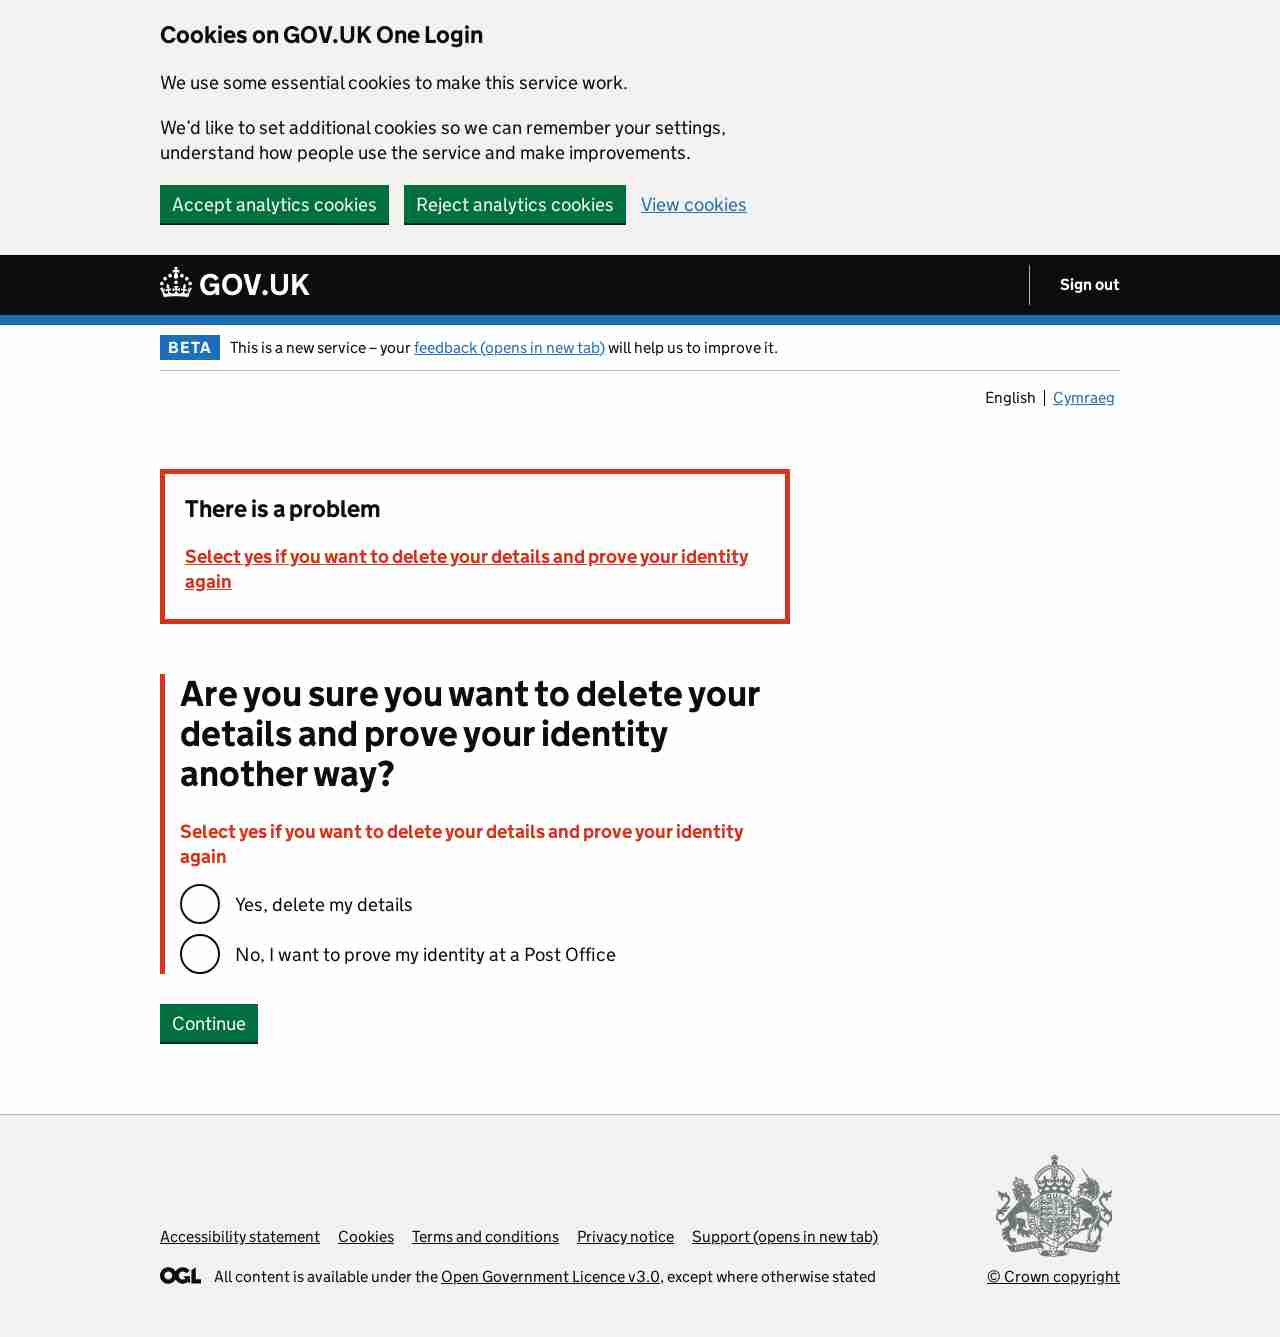 Cookies on GOV.UK One Login
We use some essential cookies to make this service work.
We’d like to set additional cookies so we can remember your settings,
understand how people use the service and make improvements.
Accept analytics cookies Reject analytics cookies View cookies
GOV.UK Sign out
BETA This is a new service – your feedback (opens in new tab) will help us to improve it.
English Cymraeg
There is a problem
Select yes if you want to delete your details and prove your identity
again
Are you sure you want to delete your
details and prove your identity
another way?
Select yes if you want to delete your details and prove your identity
again
Yes, delete my details
No, I want to prove my identity at a Post Office
Continue
Accessibility statement Cookies Terms and conditions Privacy notice Support (opens in new tab)
OGL All content is available under the Open Government Licence v3.0, except where otherwise stated
© Crown copyright